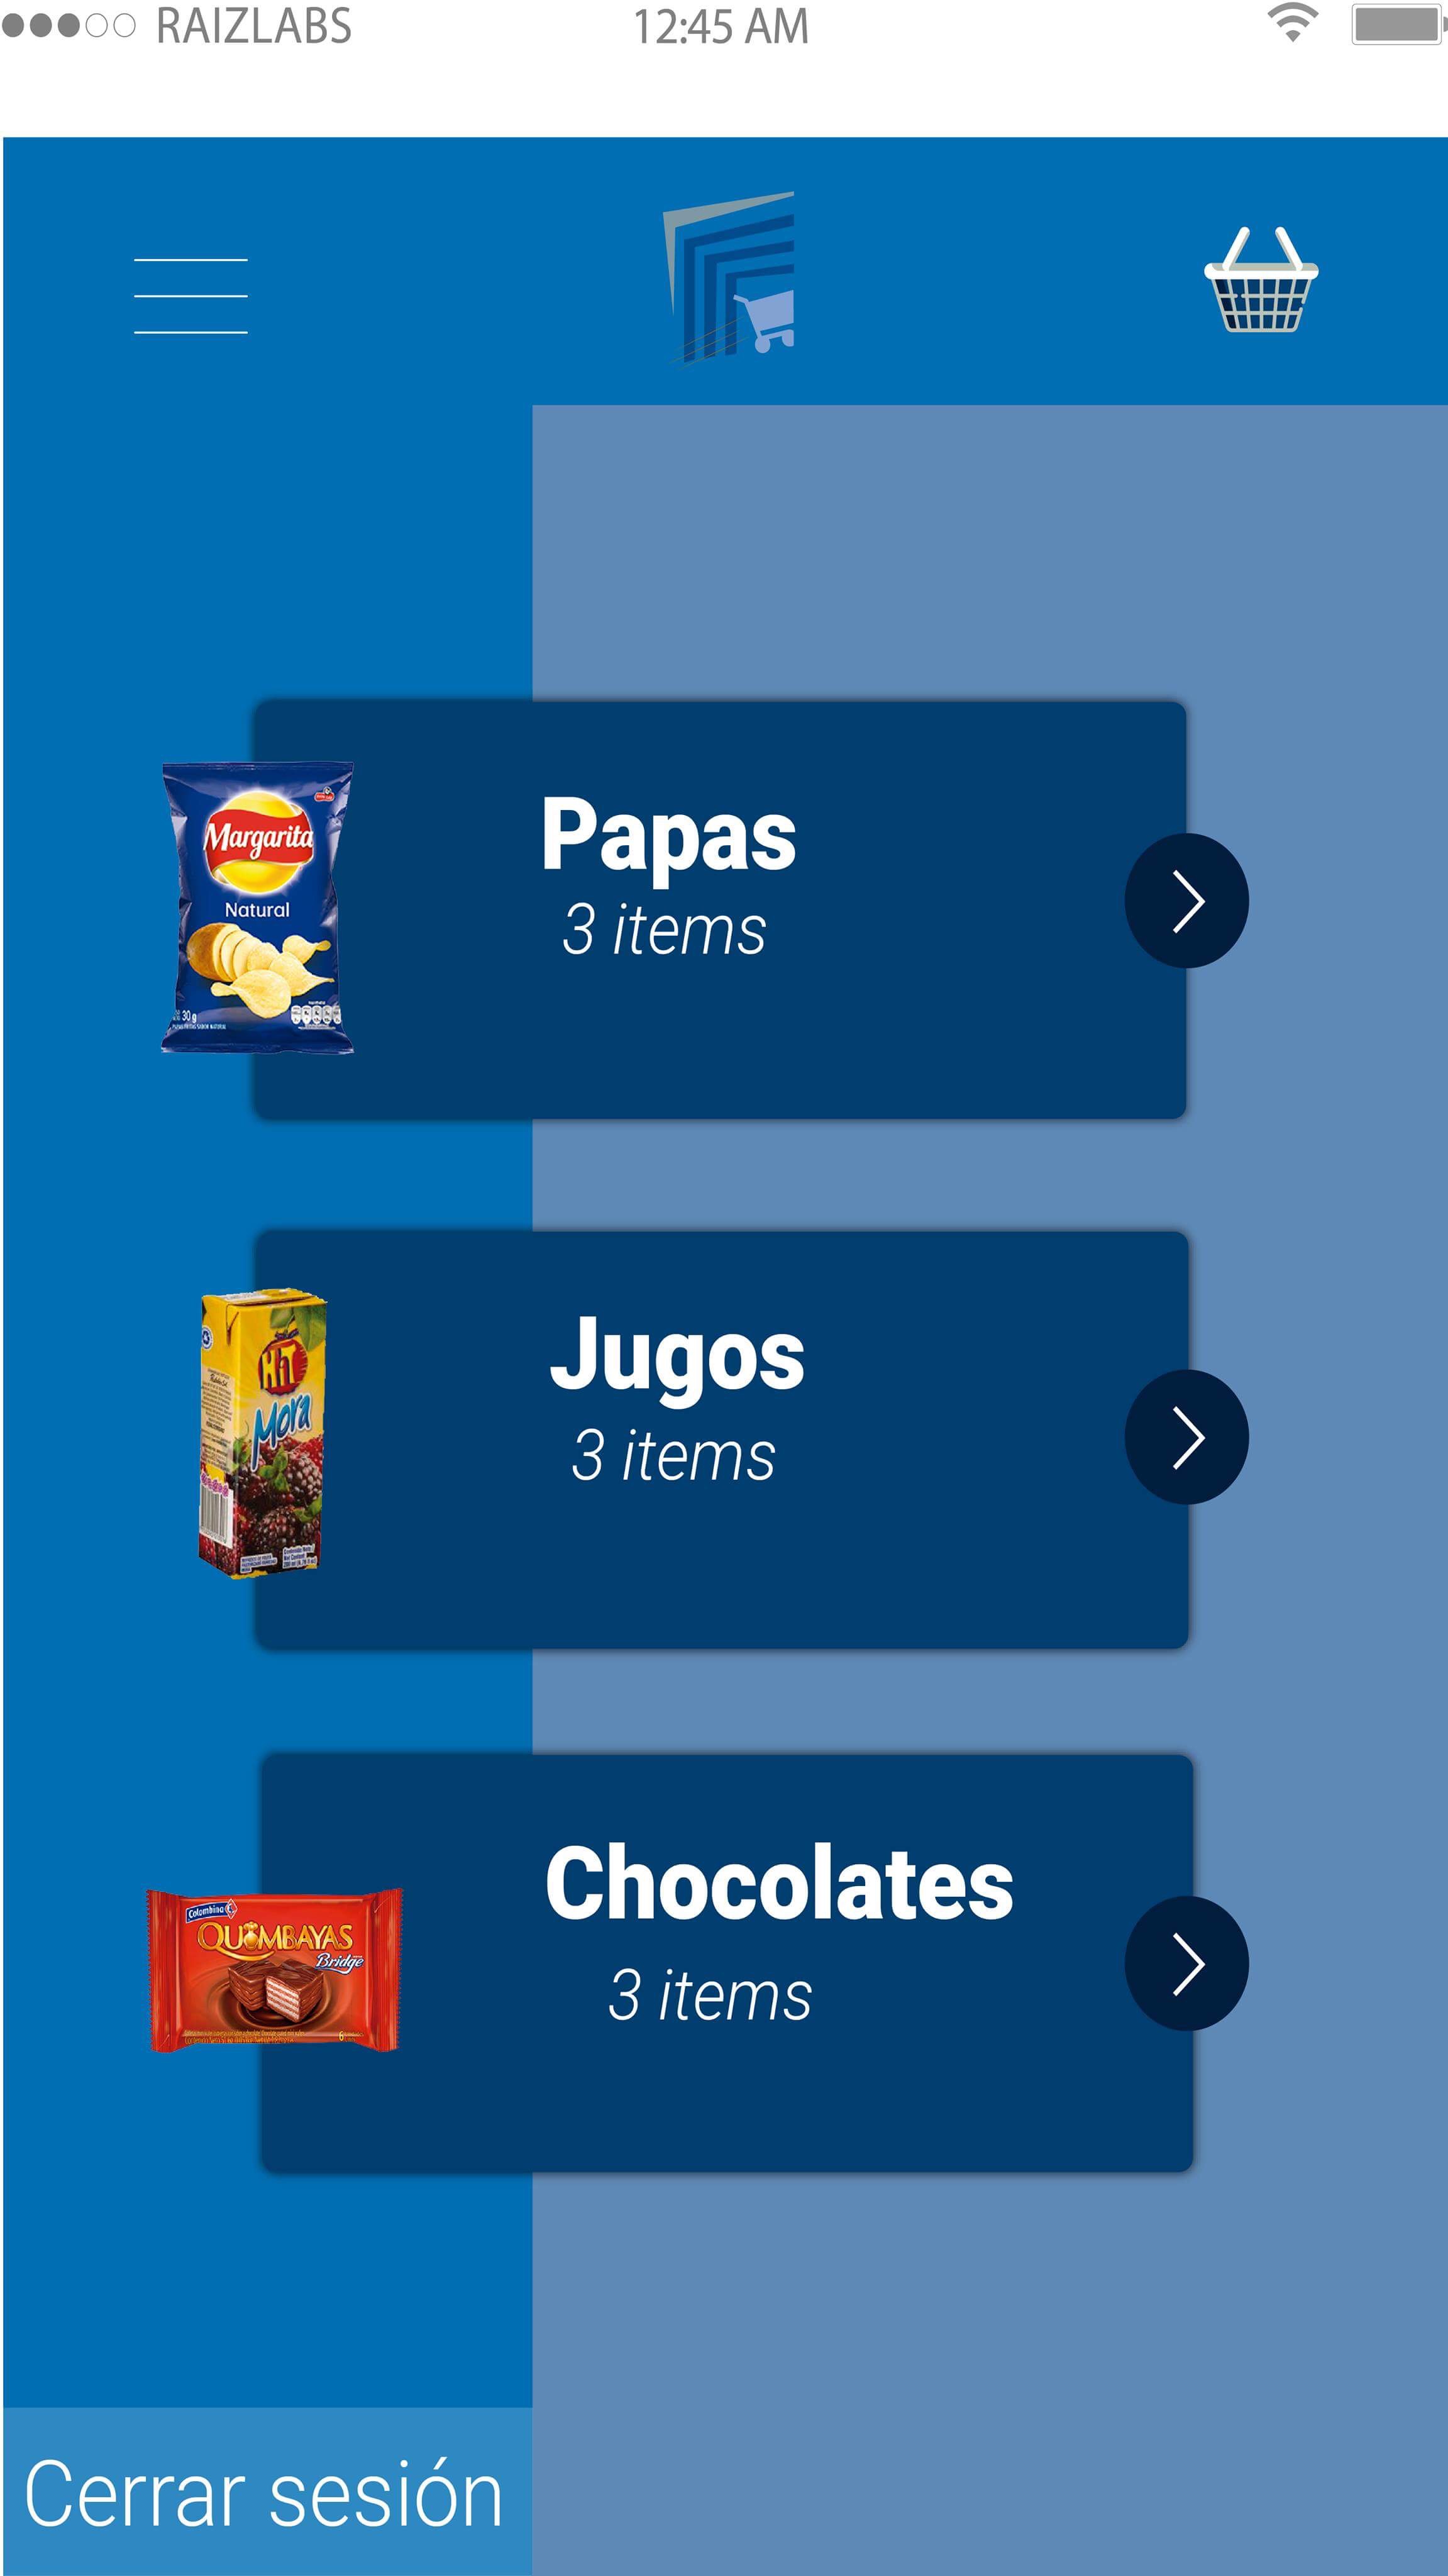 RAIZLABS
12:45 AM
Papas
3 items
Margarita
Natural
30 g
Jugos
3 items
HIT
Mora
Chocolates
3 items
Colombina
QUIMBAYAS
Bridge
Cerrar sesión